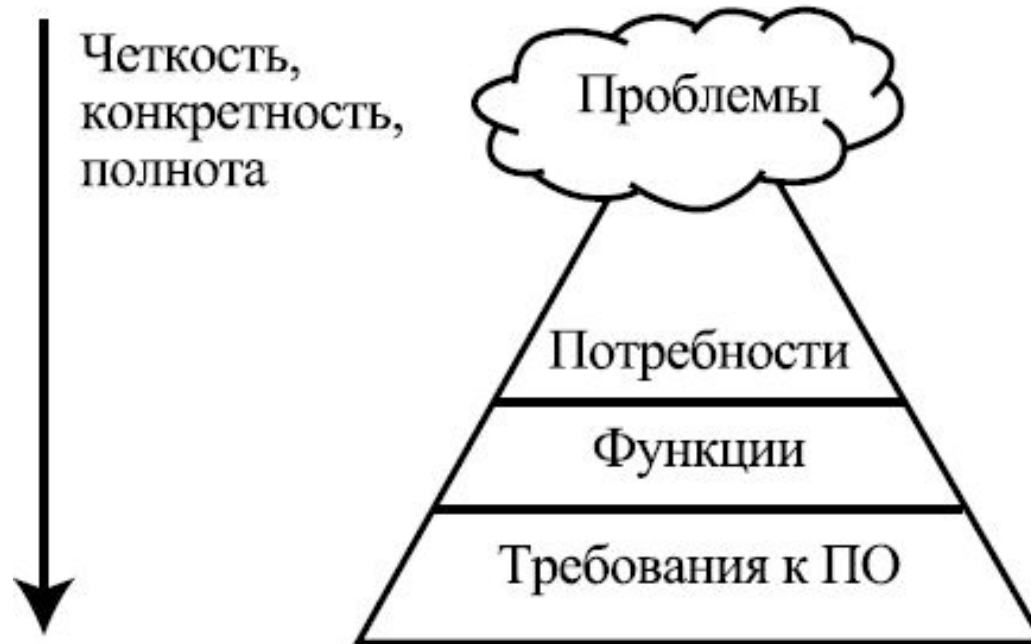 Четкость,
конкретность,
полнота
Проблемы
Потребности
Функции
Требования к ПО